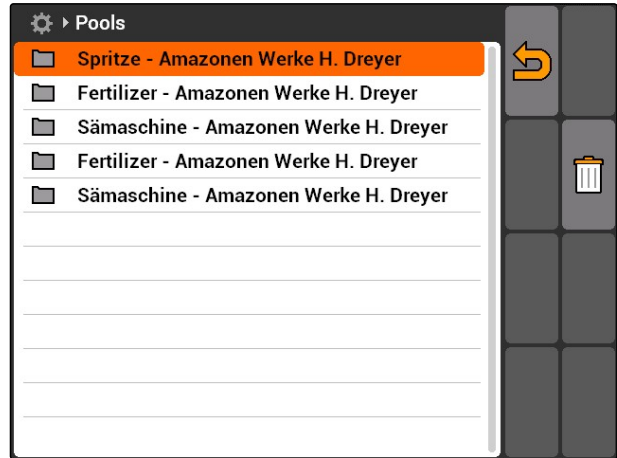 Pools
Spritze - Amazonen Werke H. Dreyer
Fertilizer - Amazonen Werke H. Dreyer
Sämaschine - Amazonen Werke H. Dreyer
Fertilizer - Amazonen Werke H. Dreyer
Sämaschine - Amazonen Werke H. Dreyer